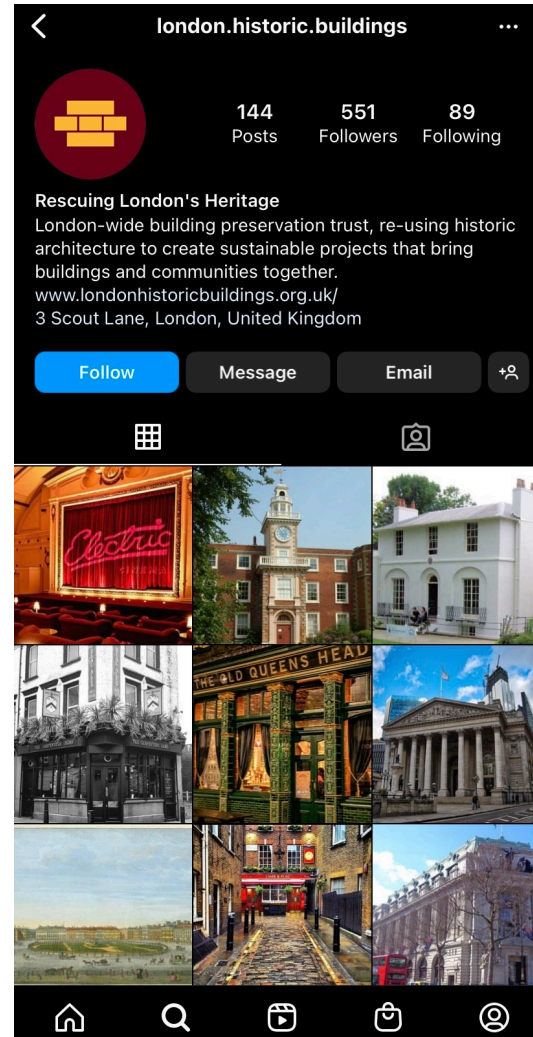 london.historic.buildings
144
551
89
Posts
Followers
Following
Rescuing London's Heritage
London-wide building preservation trust, re-using historic
architecture to create sustainable projects that bring
buildings and communities together.
www.londonhistoricbuildings.org.uk/
3 Scout Lane, London, United Kingdom
Follow
Message
Email
Electric
THE OLD QUEENS HEAD